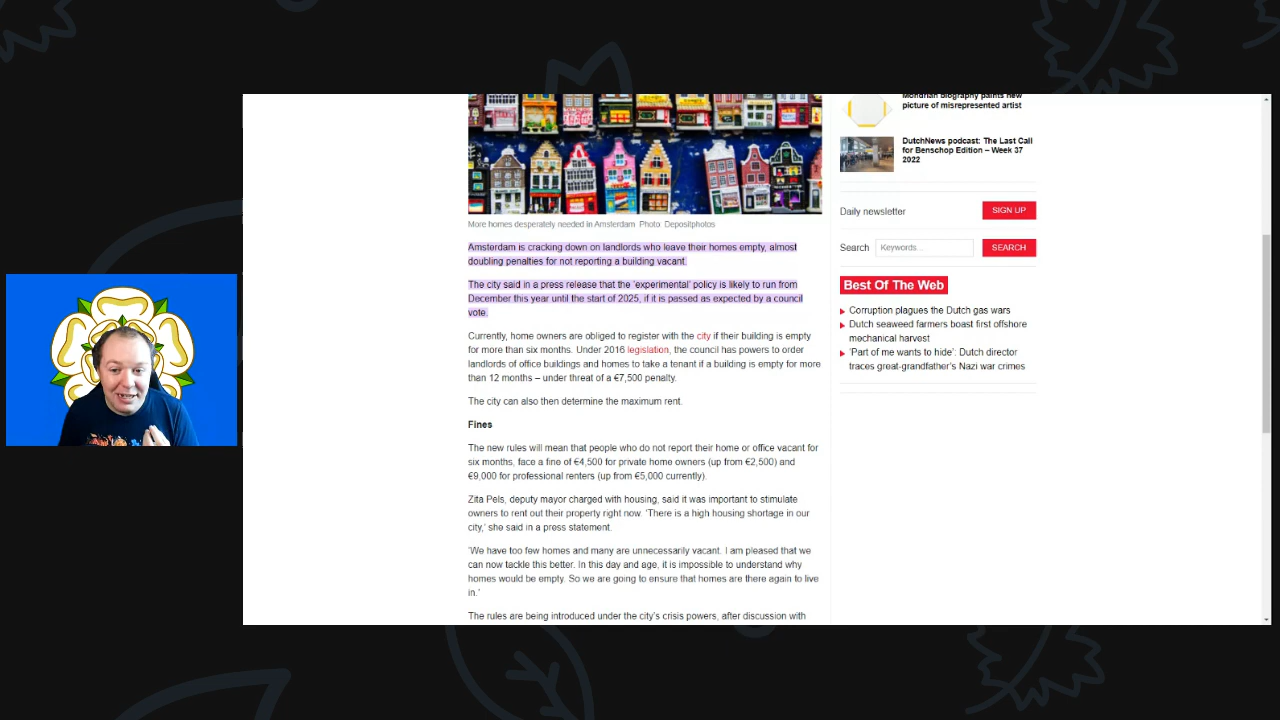 More homes desperately needed in Amsterdam Photo: Depositphotos
Amsterdam is cracking down on landlords who leave their homes empty, almost
doubling penalties for not reporting a building vacant.
The city said in a press release that the 'experimental' policy is likely to run from
December this year until the start of 2025, if it is passed as expected by a council
vote.
Currently, home owners are obliged to register with the city if their building is empty
for more than six months. Under 2016 legislation, the council has powers to order
landlords of office buildings and homes to take a tenant if a building is empty for more
than 12 months – under threat of a €7,500 penalty.
The city can also then determine the maximum rent.
Fines
The new rules will mean that people who do not report their home or office vacant for
six months, face a fine of €4,500 for private home owners (up from €2,500) and
€9,000 for professional renters (up from €5,000 currently).
Zita Pels, deputy mayor charged with housing, said it was important to stimulate
owners to rent out their property right now. 'There is a high housing shortage in our
city,' she said in a press statement.
'We have too few homes and many are unnecessarily vacant. I am pleased that we
can now tackle this better. In this day and age, it is impossible to understand why
homes would be empty. So we are going to ensure that homes are there again to live
in.'
The rules are being introduced under the city's crisis powers, after discussion with
Mondrian biography paints new
picture of misrepresented artist
DutchNews podcast: The Last Call
for Benschop Edition – Week 37
2022
Daily newsletter
SIGN UP
Search
Keywords...
SEARCH
Best Of The Web
Corruption plagues the Dutch gas wars
Dutch seaweed farmers boast first offshore
mechanical harvest
'Part of me wants to hide': Dutch director
traces great-grandfather's Nazi war crimes